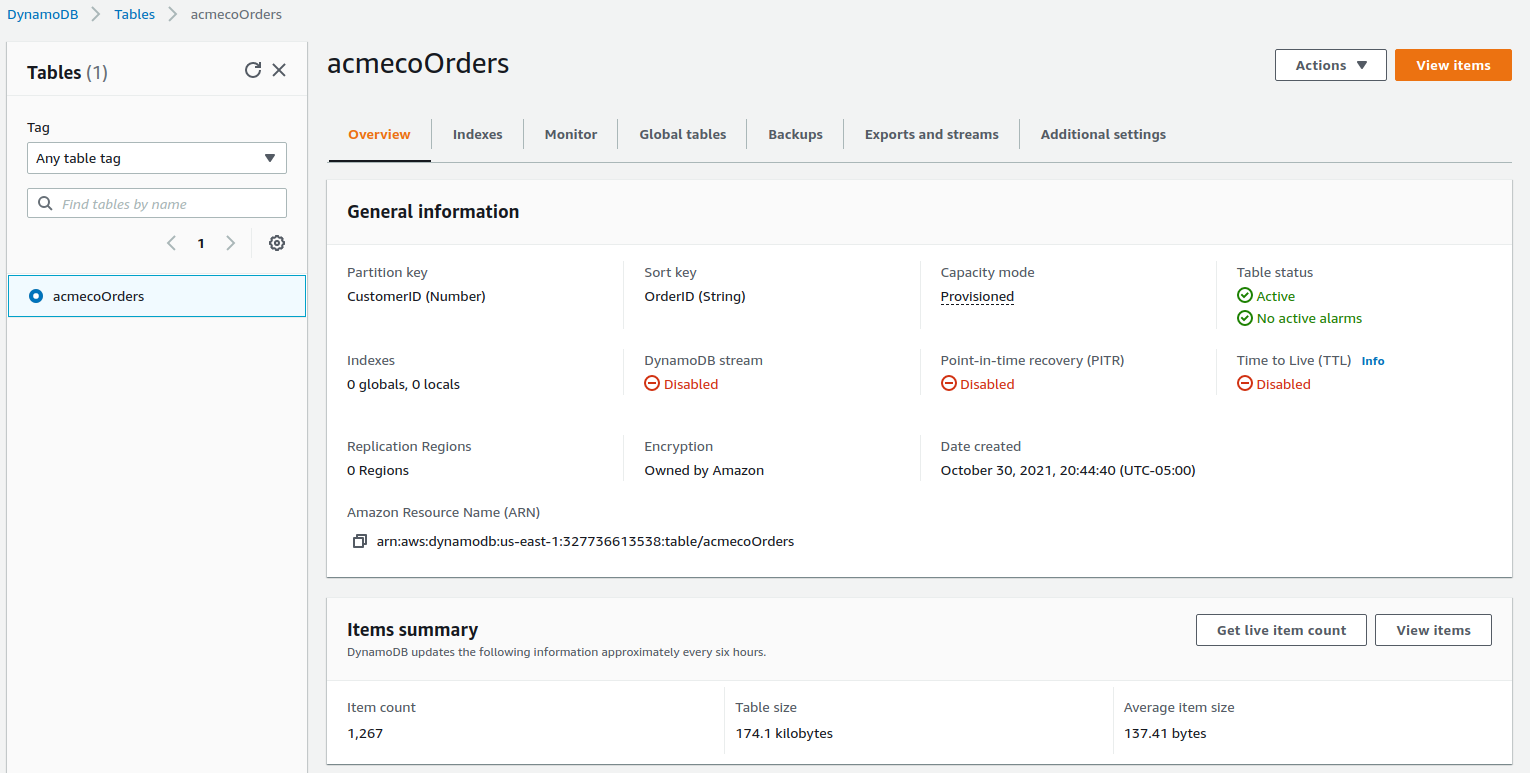 DynamoDB > Tables > acmecoOrders
Tables (1)
Tag
Any table tag
Find tables by name
1
acmecoOrders
acmecoOrders
Actions View items
Overview Indexes Monitor Global tables Backups Exports and streams Additional settings
General information
Partition key Sort key Capacity mode Table status
CustomerID (Number) OrderID (String) Provisioned Active
No active alarms
Indexes DynamoDB stream Point-in-time recovery (PITR) Time to Live (TTL) Info
0 globals, 0 locals Disabled Disabled Disabled
Replication Regions Encryption Date created
0 Regions Owned by Amazon October 30, 2021, 20:44:40 (UTC-05:00)
Amazon Resource Name (ARN)
arn:aws:dynamodb:us-east-1:327736613538:table/acmecoOrders
Items summary Get live item count View items
DynamoDB updates the following information approximately every six hours.
Item count Table size Average item size
1,267 174.1 kilobytes 137.41 bytes